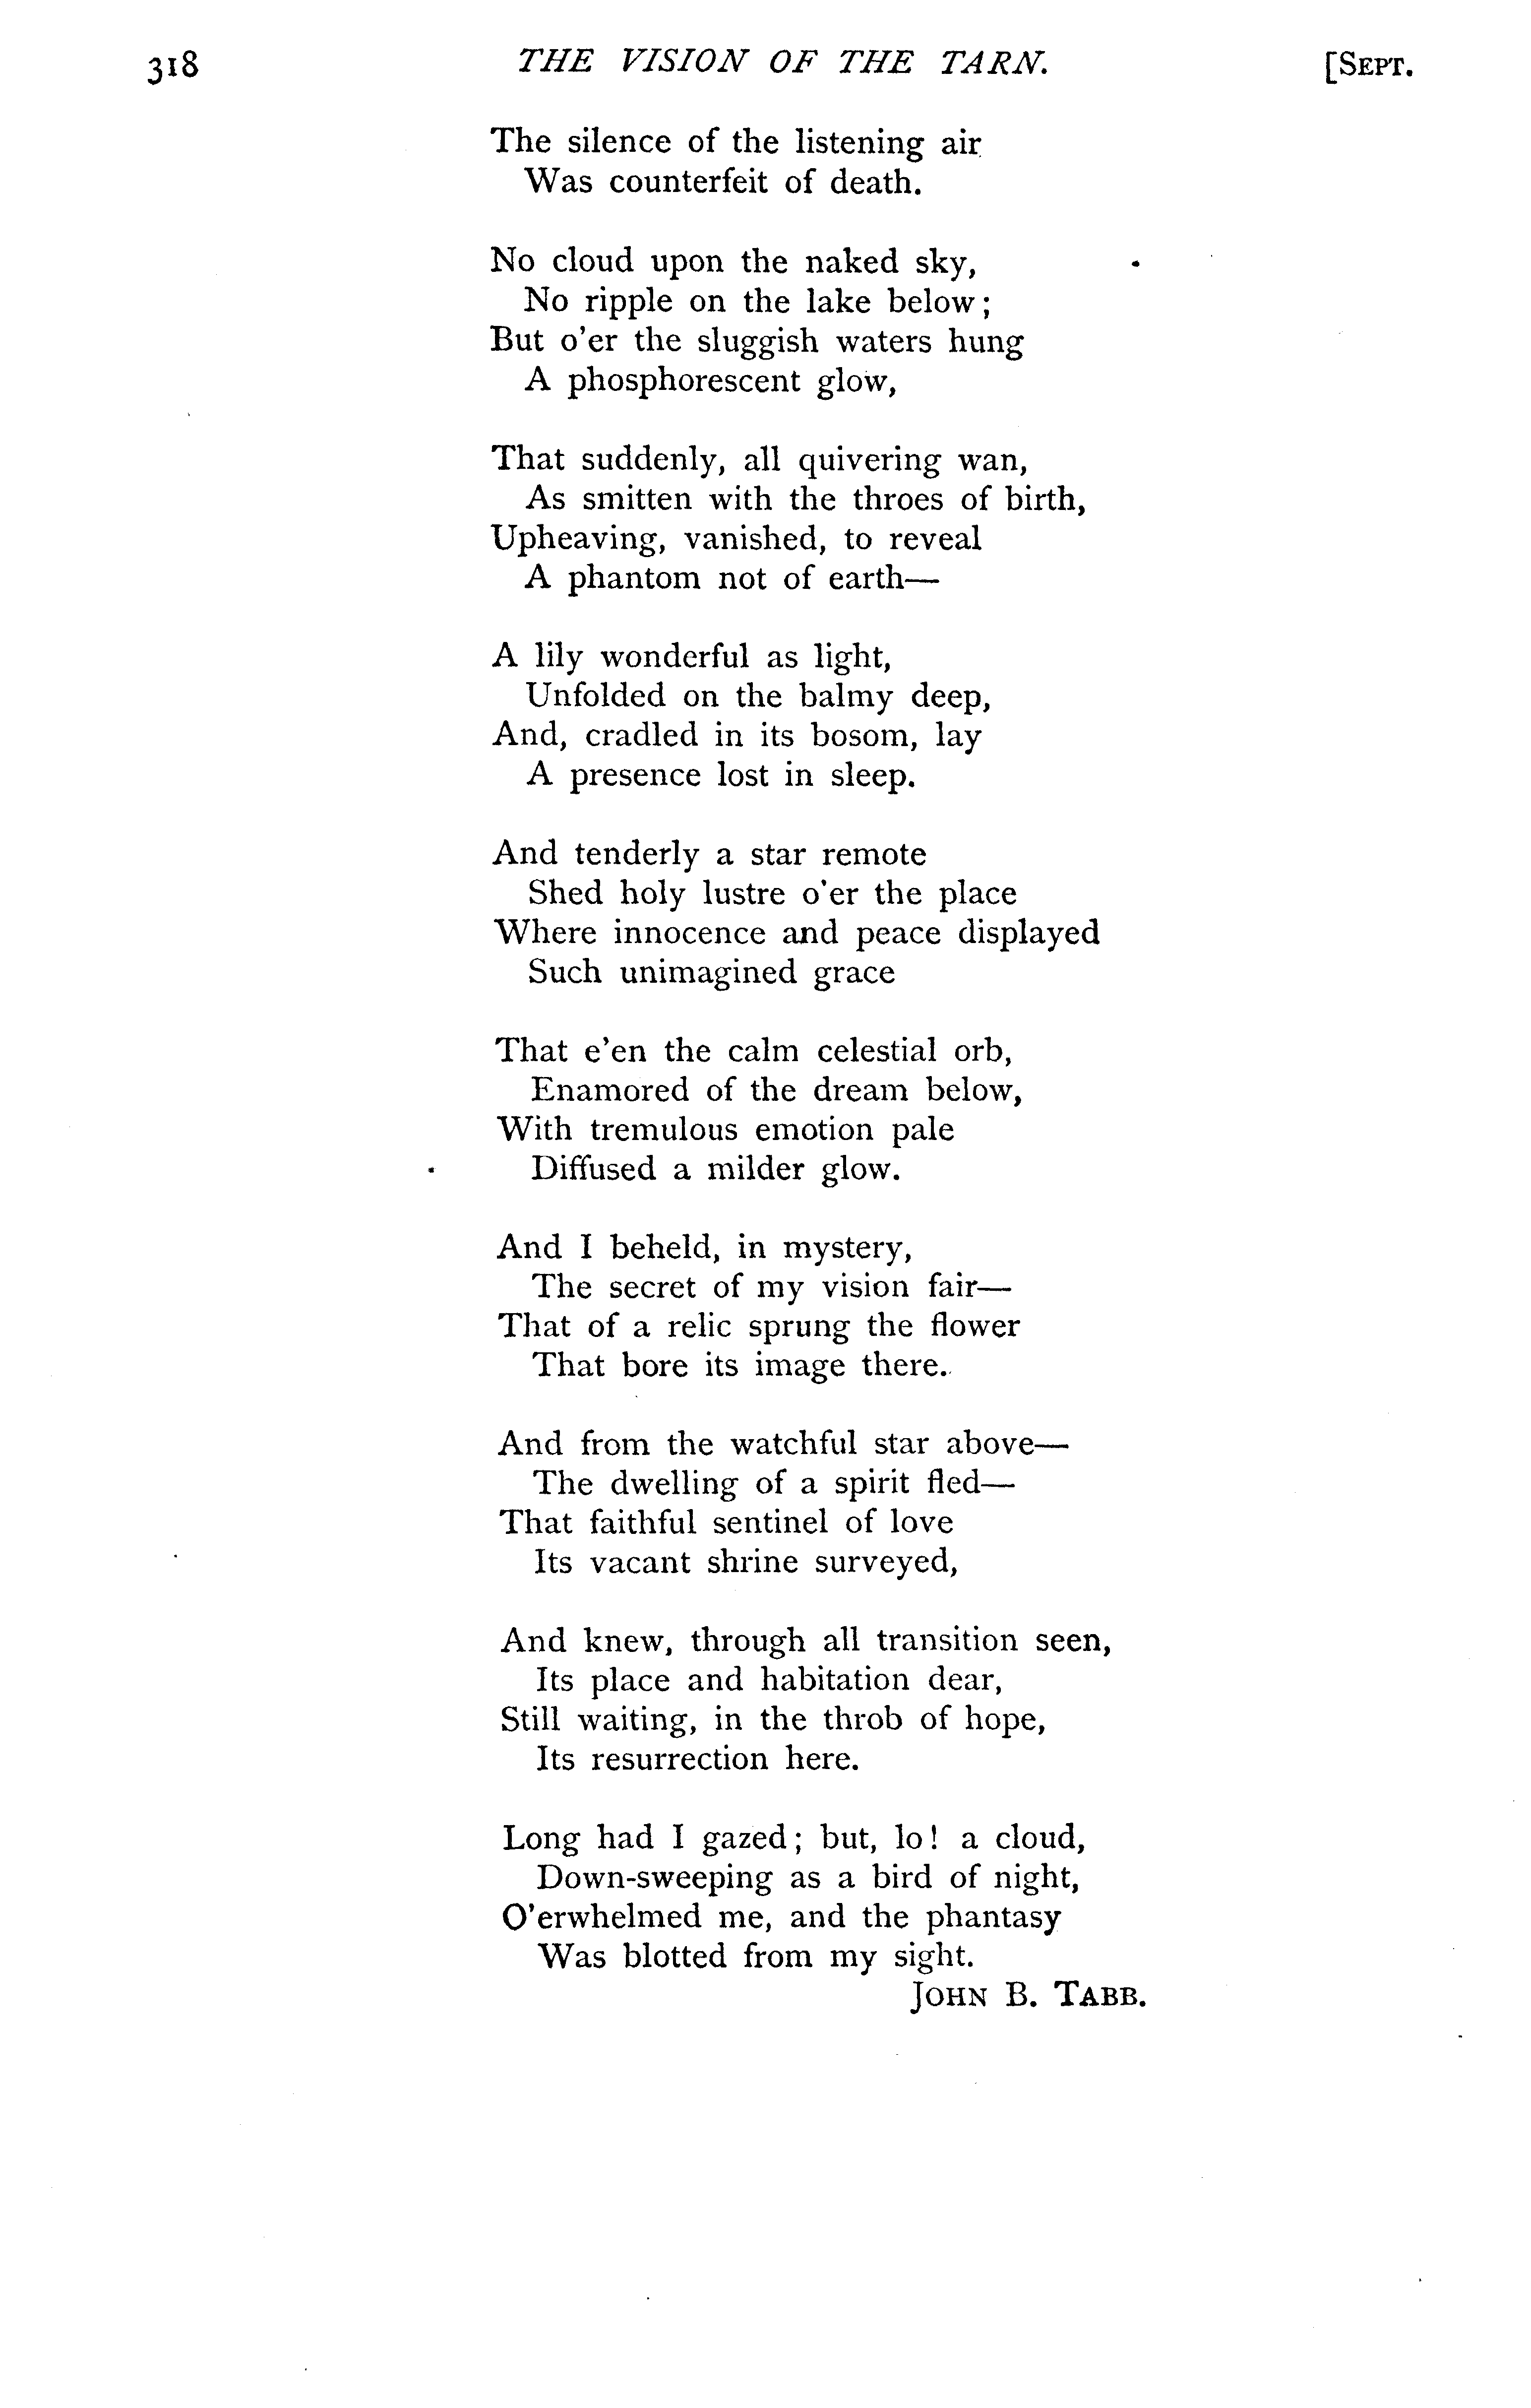 318 THE VISION OF THE TARN. [SEPT.
The silence of the listening air
Was counterfeit of death.
No cloud upon the naked sky,
No ripple on the lake below;
But o'er the sluggish waters hung
A phosphorescent glow,
That suddenly, all quivering wan,
As smitten with the throes of birth,
Upheaving, vanished, to reveal
A phantom not of earth—
A lily wonderful as light,
Unfolded on the balmy deep,
And, cradled in its bosom, lay
A presence lost in sleep.
And tenderly a star remote
Shed holy lustre o'er the place
Where innocence and peace displayed
Such unimagined grace
That e'en the calm celestial orb,
Enamored of the dream below,
With tremulous emotion pale
Diffused a milder glow.
And I beheld, in mystery,
The secret of my vision fair—
That of a relic sprung the flower
That bore its image there.
And from the watchful star above—
The dwelling of a spirit fled—
That faithful sentinel of love
Its vacant shrine surveyed,
And knew, through all transition seen,
Its place and habitation dear,
Still waiting, in the throb of hope,
Its resurrection here.
Long had I gazed; but, lo! a cloud,
Down-sweeping as a bird of night,
O'erwhelmed me, and the phantasy
Was blotted from my sight.
JOHN B. TABB.